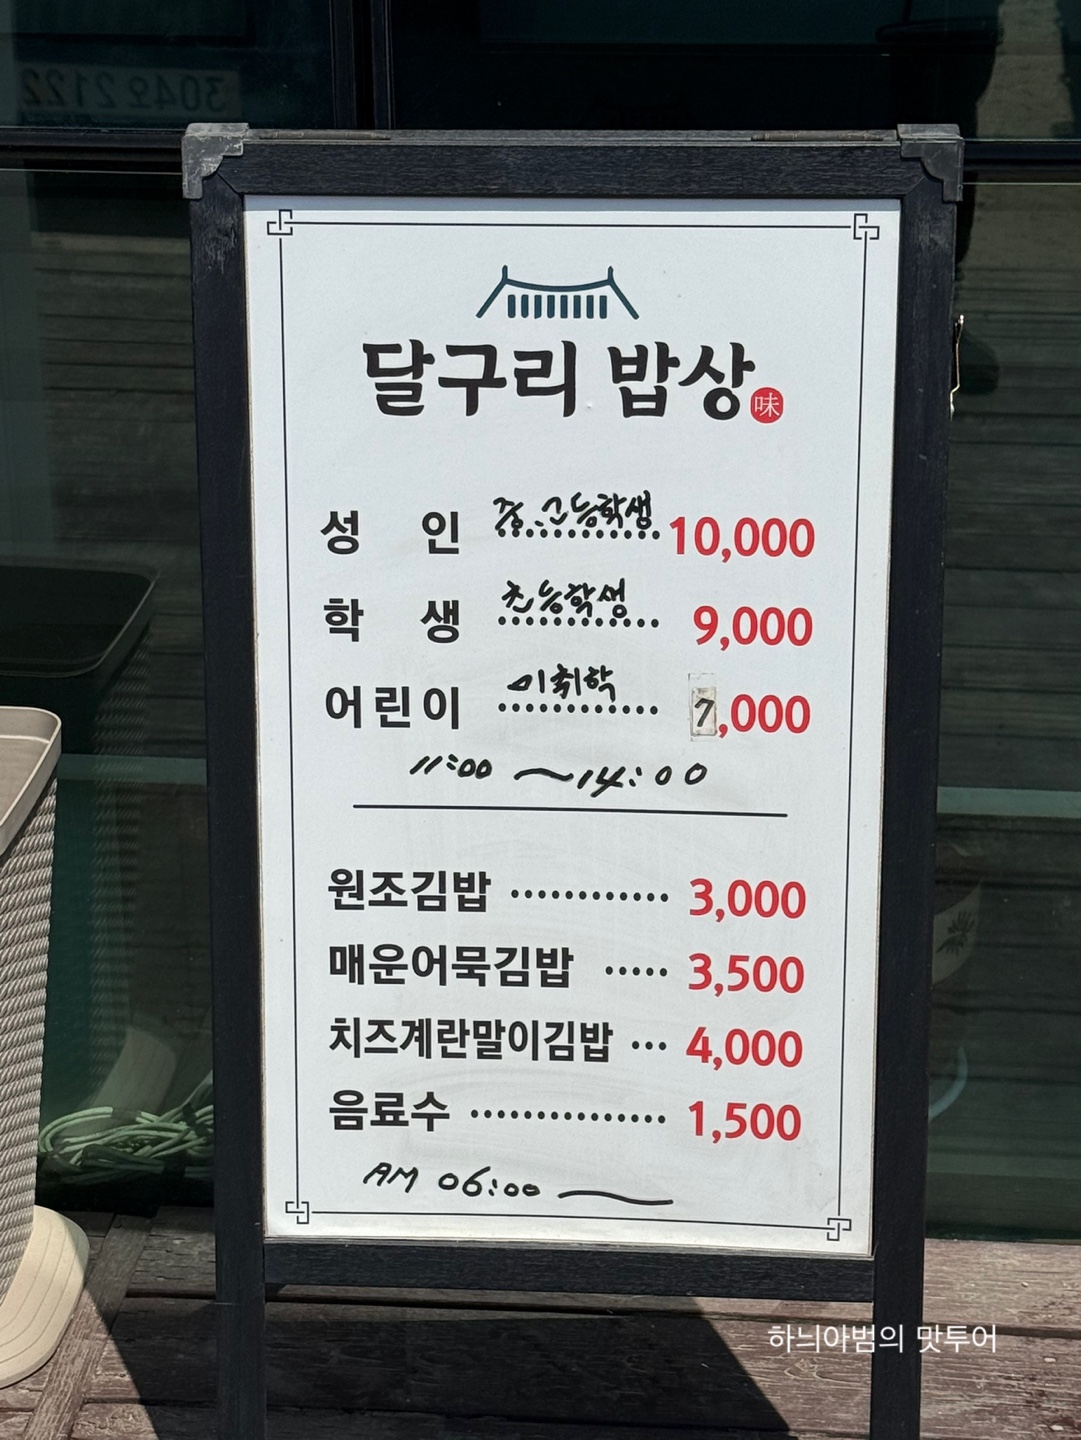 달구리 밥상 味
성 인 중.고등학생 10,000
학 생 초등학생 9,000
어린이 미취학 7,000
11:00 ~ 14:00
원조김밥 3,000
매운어묵김밥 3,500
치즈계란말이김밥 4,000
음료수 1,500
AM 06:00 —
하늬아범의 맛투어